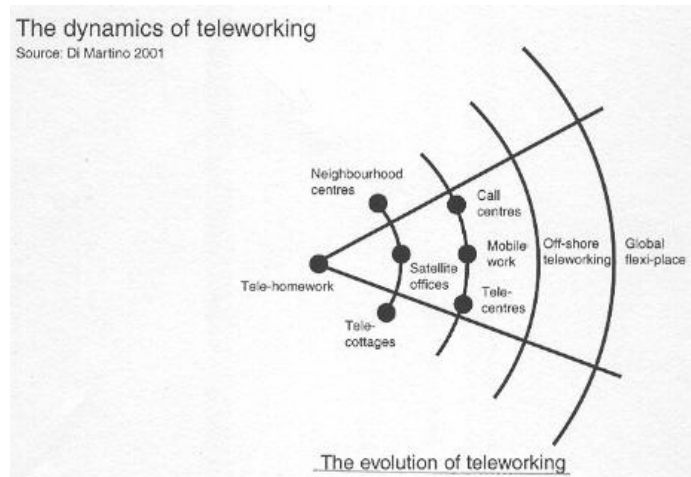 The dynamics of teleworking
Source: Di Martino 2001
Neighbourhood
centres
Call
centres
Mobile
work
Off-shore
teleworking
Global
flexi-place
Satellite
offices
Tele-homework
Tele-
centres
Tele-
cottages
The evolution of teleworking